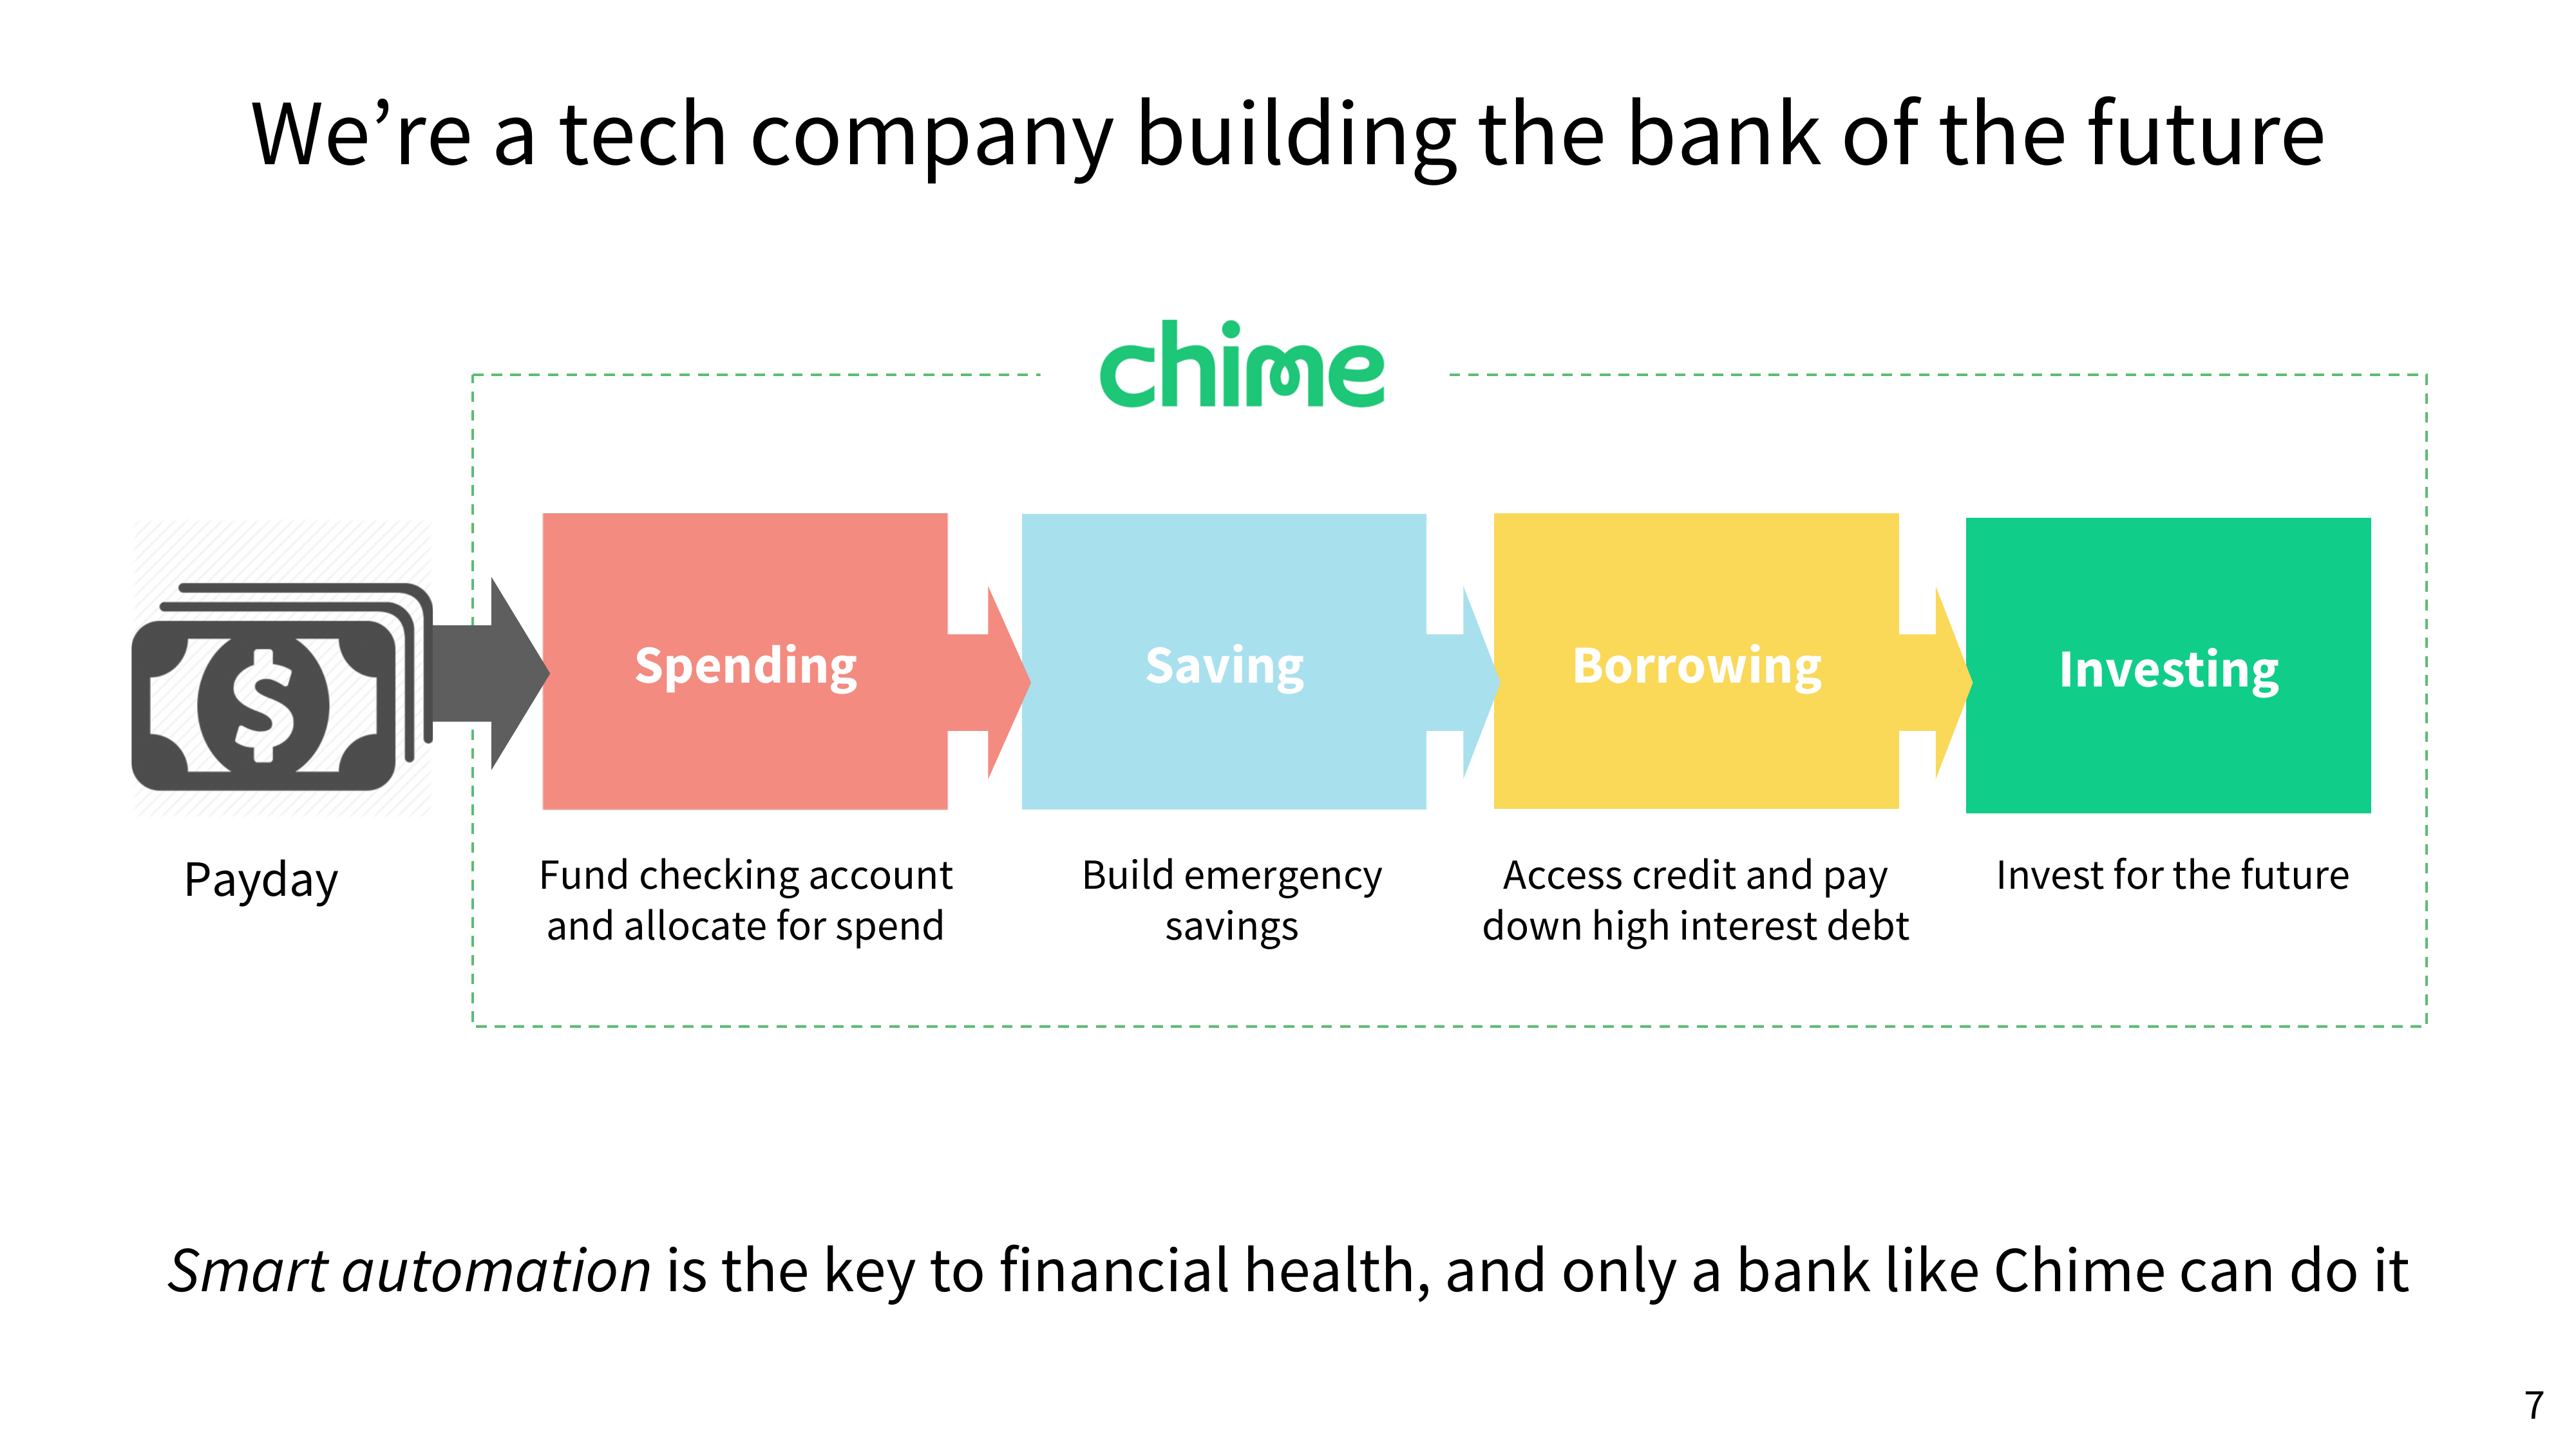 We’re a tech company building the bank of the future
chime
$
Spending
Saving
Borrowing
Investing
Payday
Fund checking account
and allocate for spend
Build emergency
savings
Access credit and pay
down high interest debt
Invest for the future
Smart automation is the key to financial health, and only a bank like Chime can do it
7